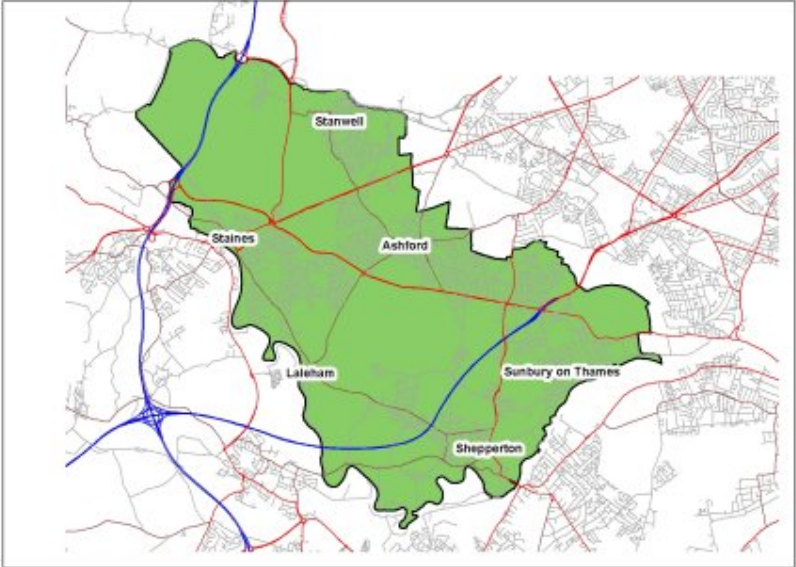 Stanwell
Staines
Ashford
Laleham
Sunbury on Thames
Shepperton